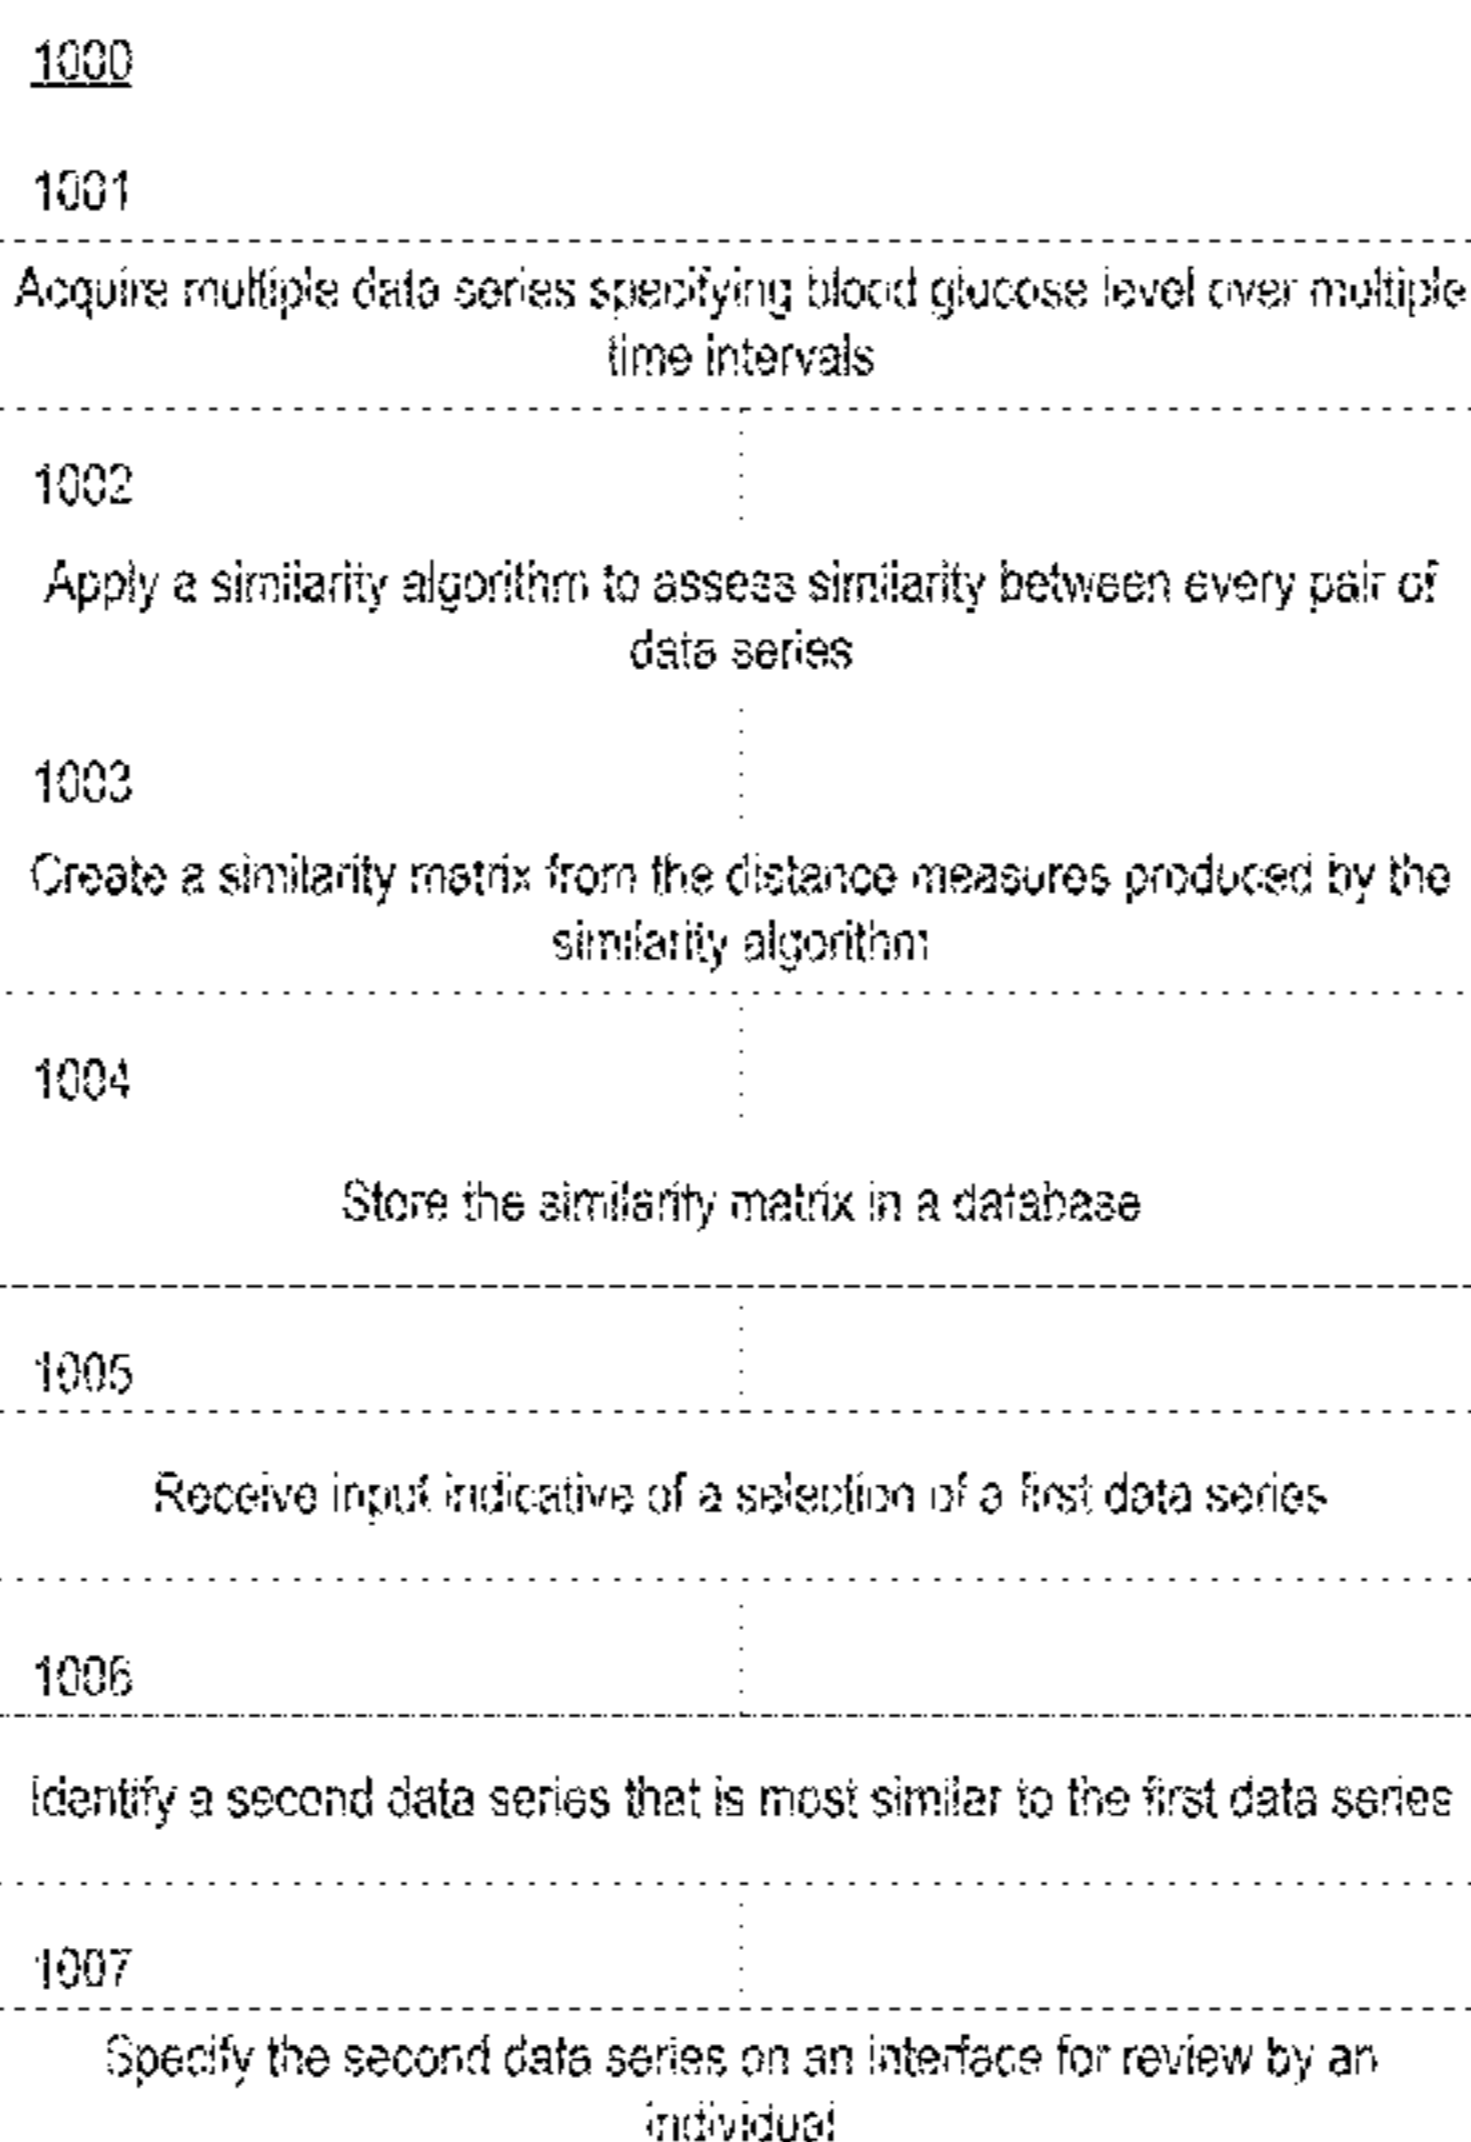 1000
1001
Acquire multiple data series specifying blood glucose level over multiple
time intervals
1002
Apply a similarity algorithm to assess similarity between every pair of
data series
1003
Create a similarity matrix from the distance measures produced by the
similarity algorithm
1004
Store the similarity matrix in a database
1005
Receive input indicative of a selection of a first data series
1006
Identify a second data series that is most similar to the first data series
1007
Specify the second data series on an interface for review by an
individual